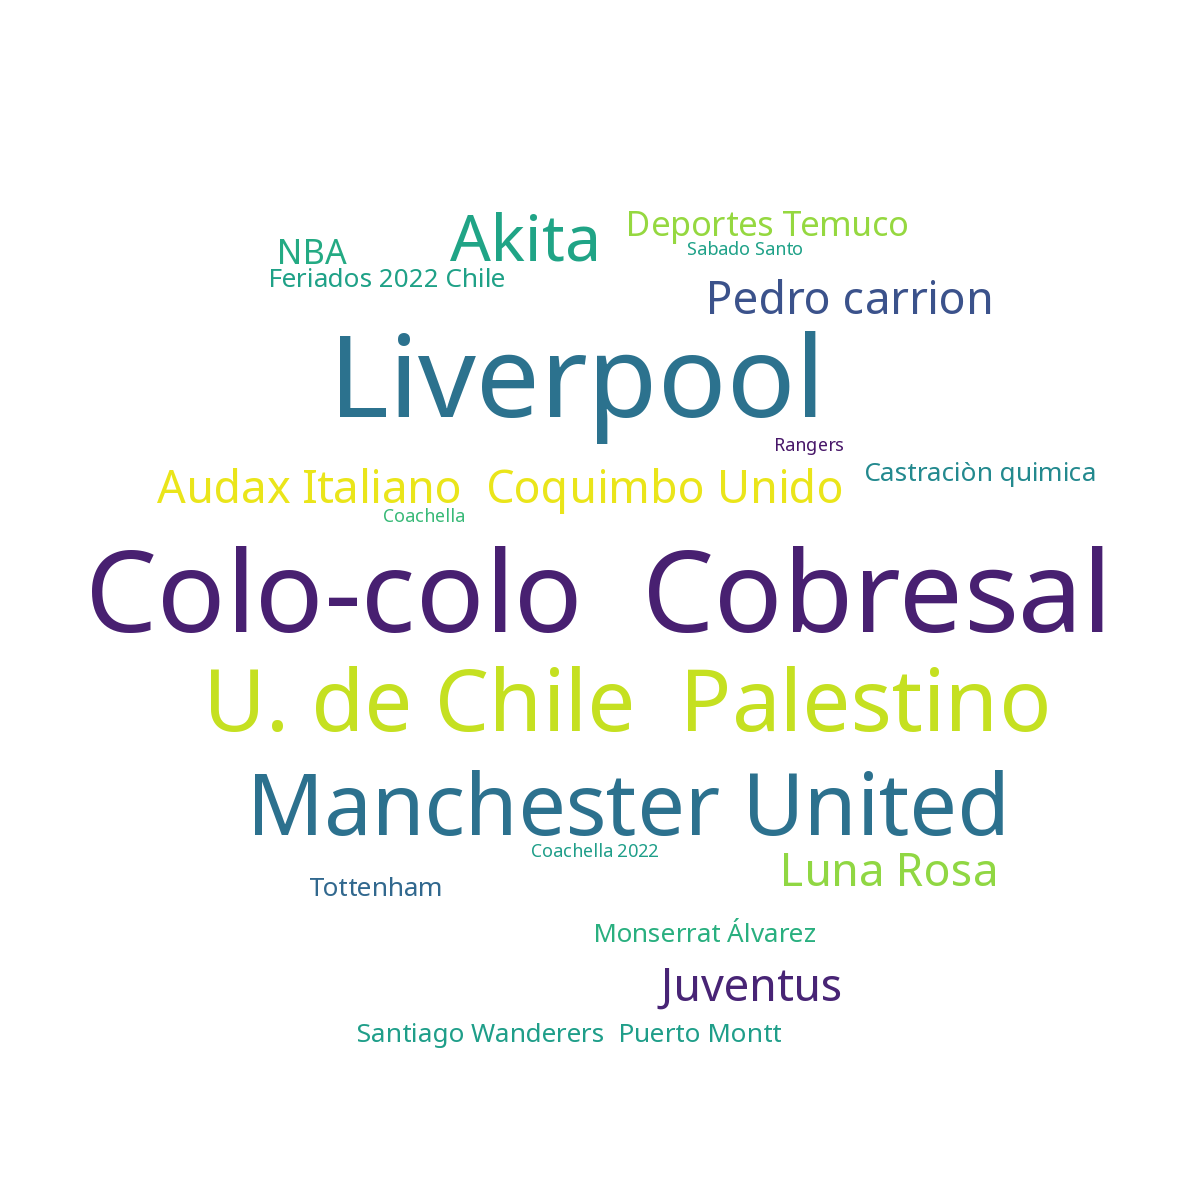 Akita
Deportes Temuco
NBA
Sabado Santo
Feriados 2022 Chile
Pedro carrion
Liverpool
Rangers
Audax Italiano Coquimbo Unido
Castraciòn quimica
Coachella
Colo-colo Cobresal
U. de Chile Palestino
Manchester United
Coachella 2022
Luna Rosa
Tottenham
Monserrat Álvarez
Juventus
Santiago Wanderers Puerto Montt